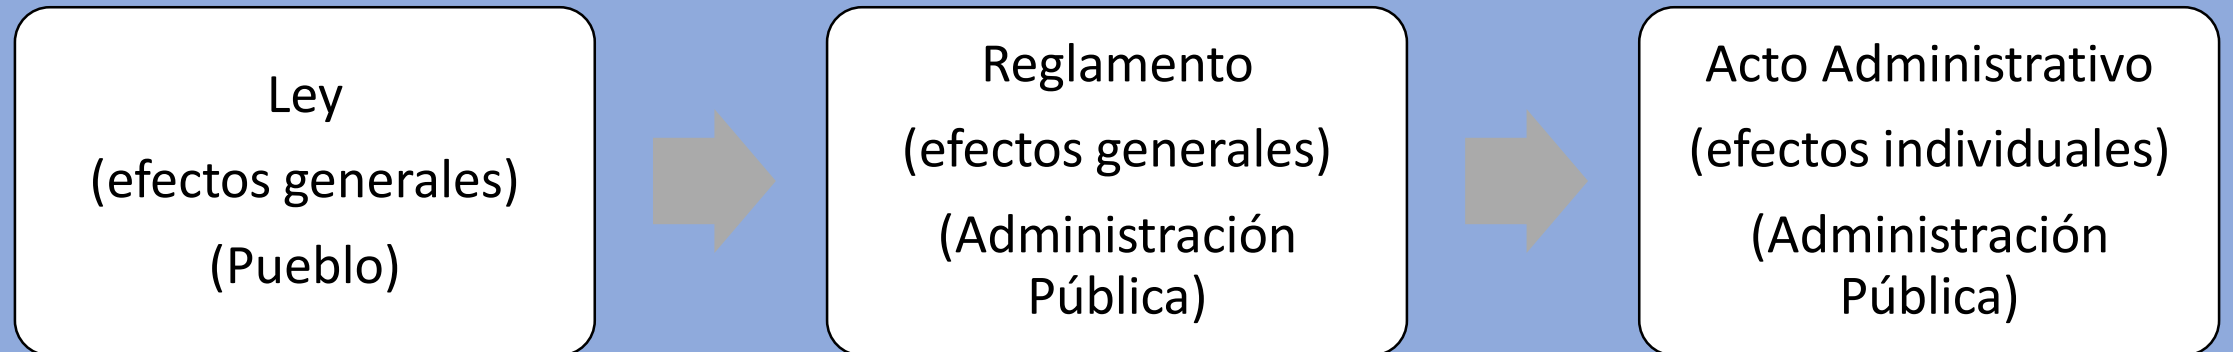 Ley
(efectos generales)
(Pueblo)
Reglamento
(efectos generales)
(Administración
Pública)
Acto Administrativo
(efectos individuales)
(Administración
Pública)